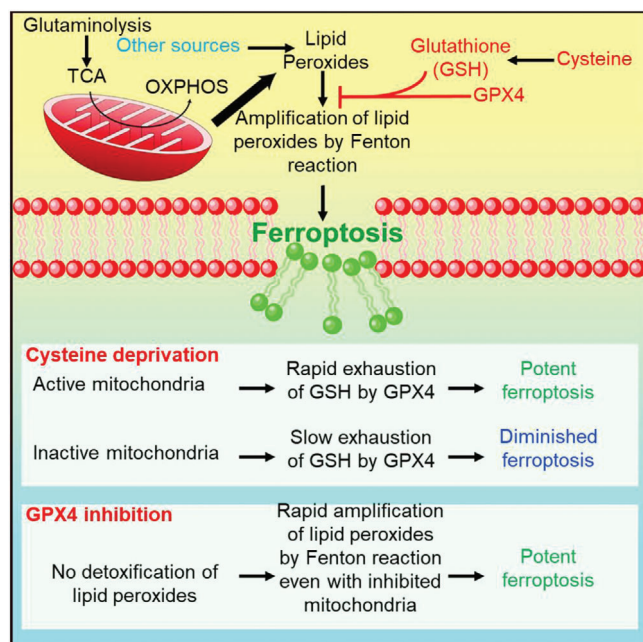 Glutaminolysis
Other sources
Lipid
Peroxides
Glutathione
(GSH)
Cysteine
TCA
OXPHOS
GPX4
Amplification of lipid
peroxides by Fenton
reaction
Ferroptosis
Cysteine deprivation
Active mitochondria
Rapid exhaustion
of GSH by GPX4
Potent
ferroptosis
Inactive mitochondria
Slow exhaustion
of GSH by GPX4
Diminished
ferroptosis
GPX4 inhibition
No detoxification of
lipid peroxides
Rapid amplification
of lipid peroxides
by Fenton reaction
even with inhibited
mitochondria
Potent
ferroptosis